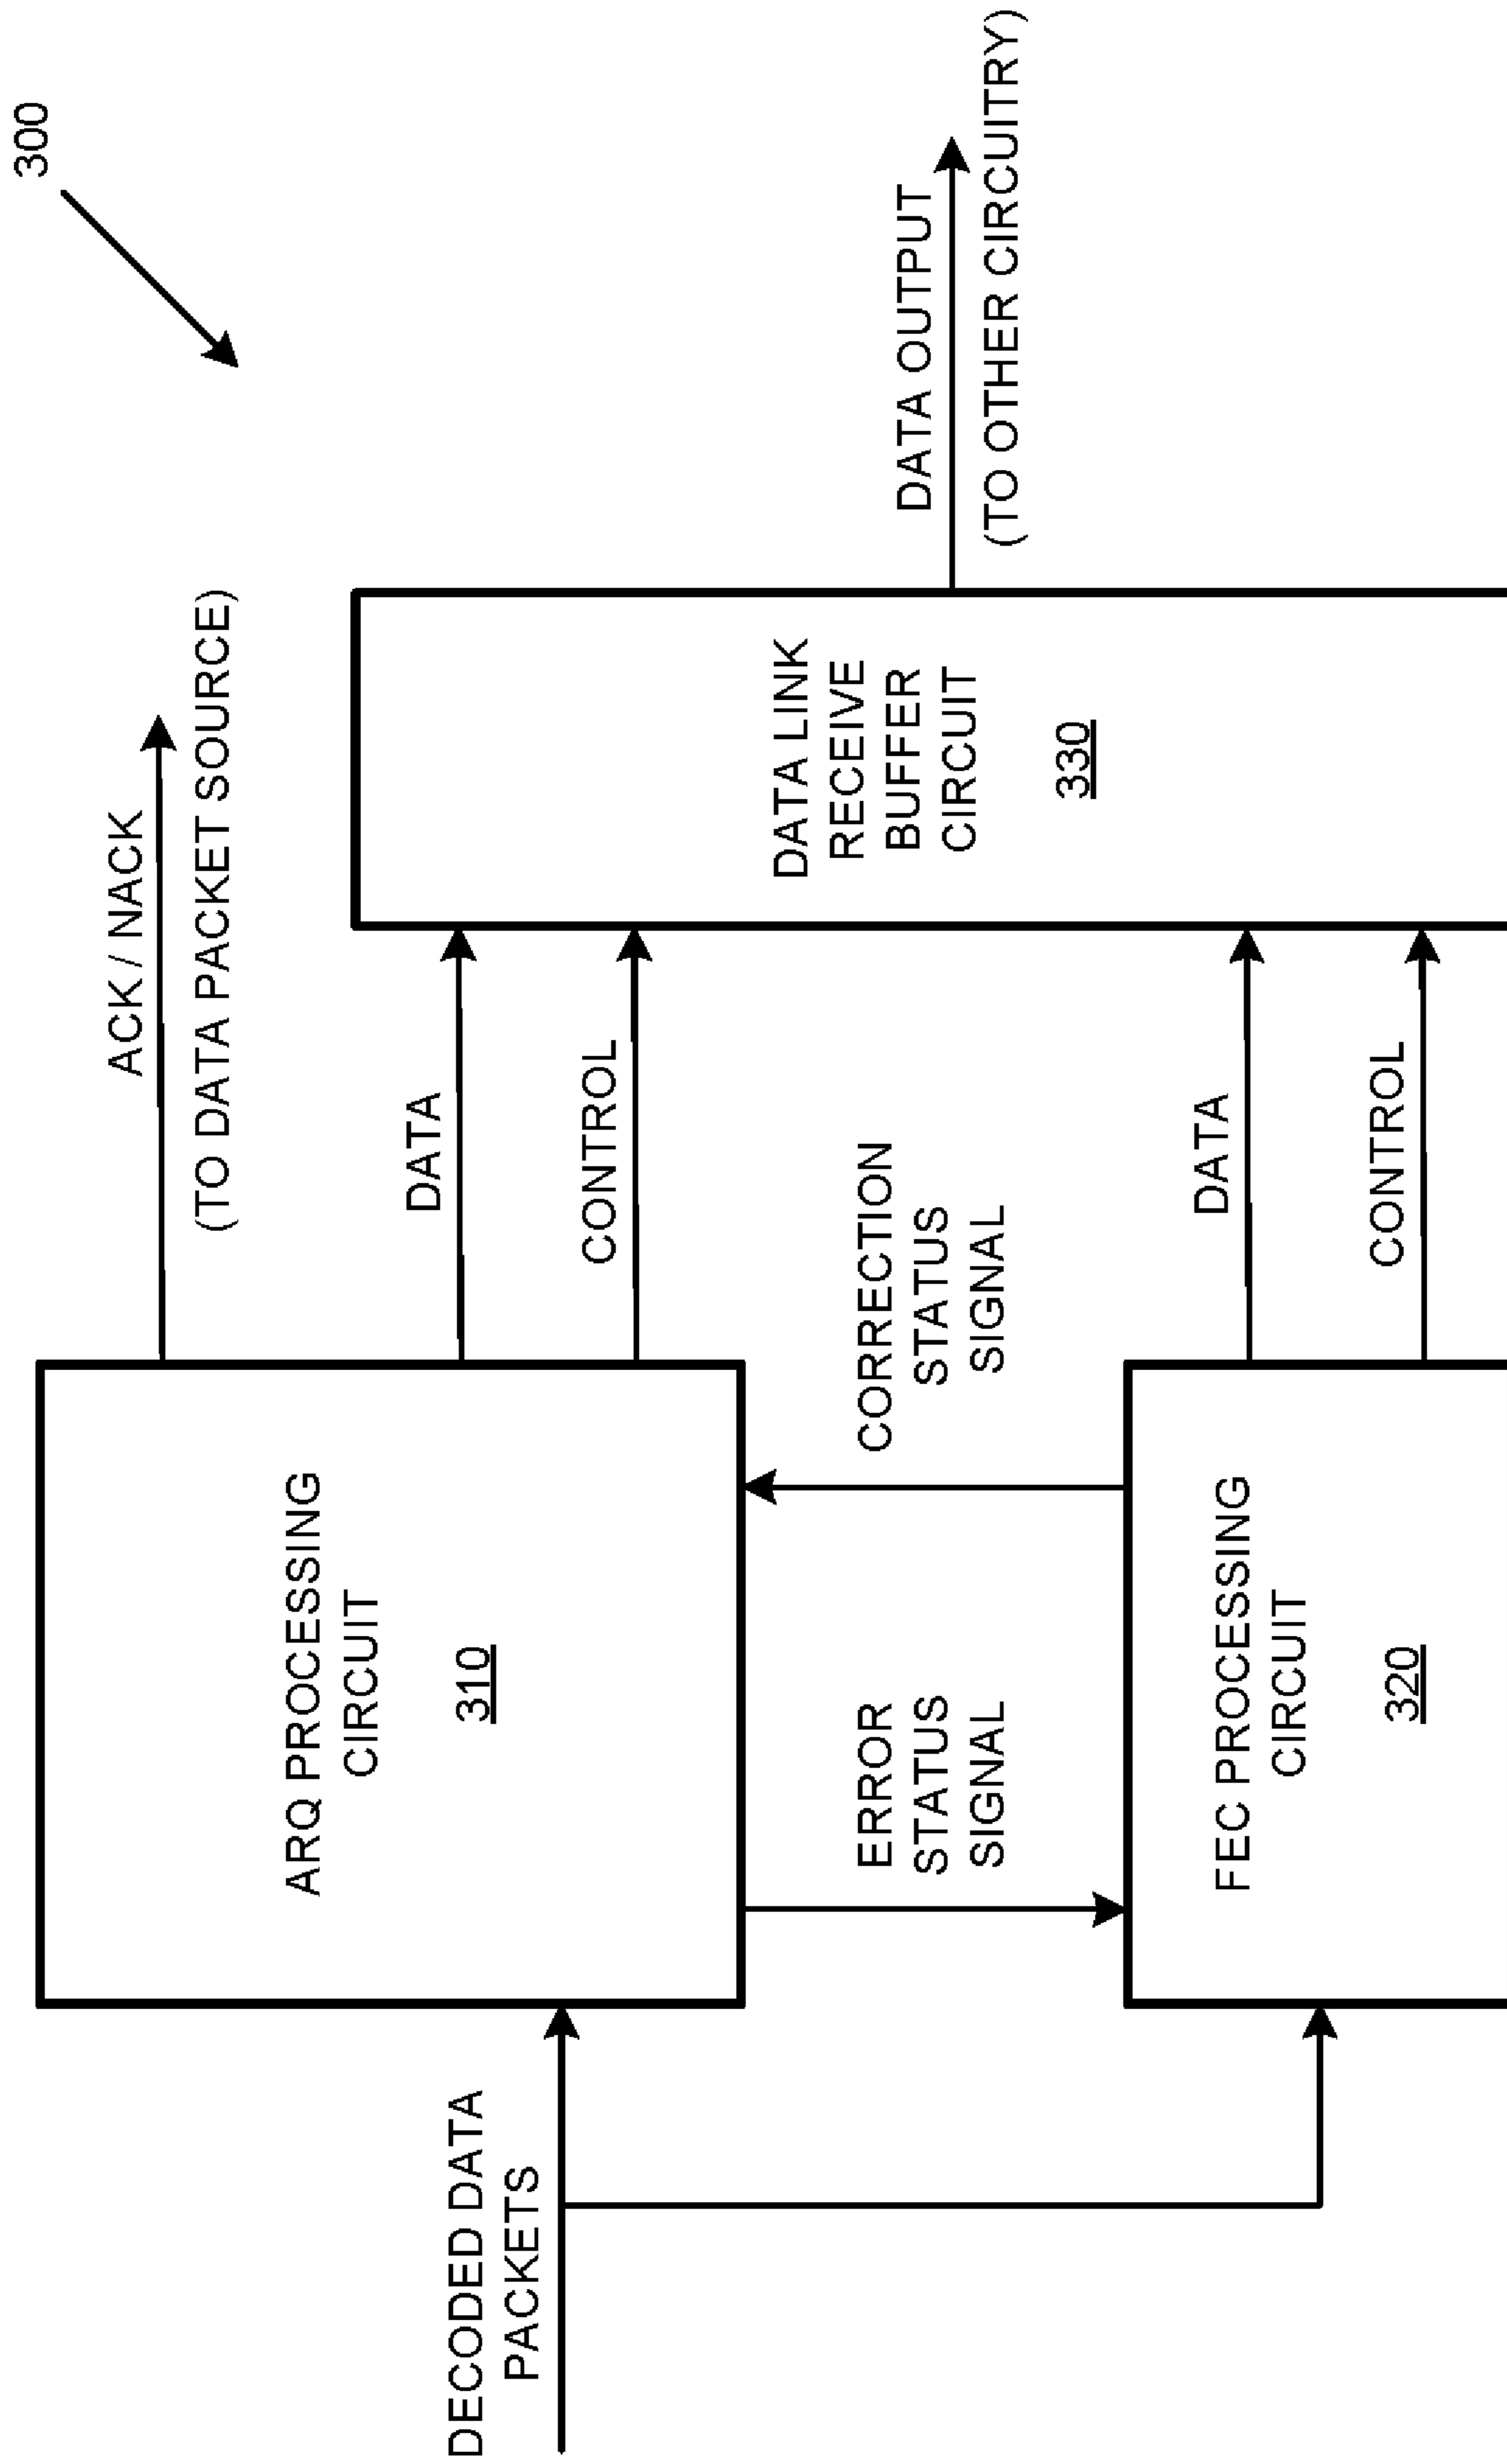 300
ACK / NACK
(TO DATA PACKET SOURCE)
DECODED DATA
PACKETS
ARQ PROCESSING
CIRCUIT
310
DATA
CONTROL
DATA LINK
RECEIVE
BUFFER
CIRCUIT
330
DATA OUTPUT
(TO OTHER CIRCUITRY)
ERROR
STATUS
SIGNAL
CORRECTION
STATUS
SIGNAL
FEC PROCESSING
CIRCUIT
320
DATA
CONTROL